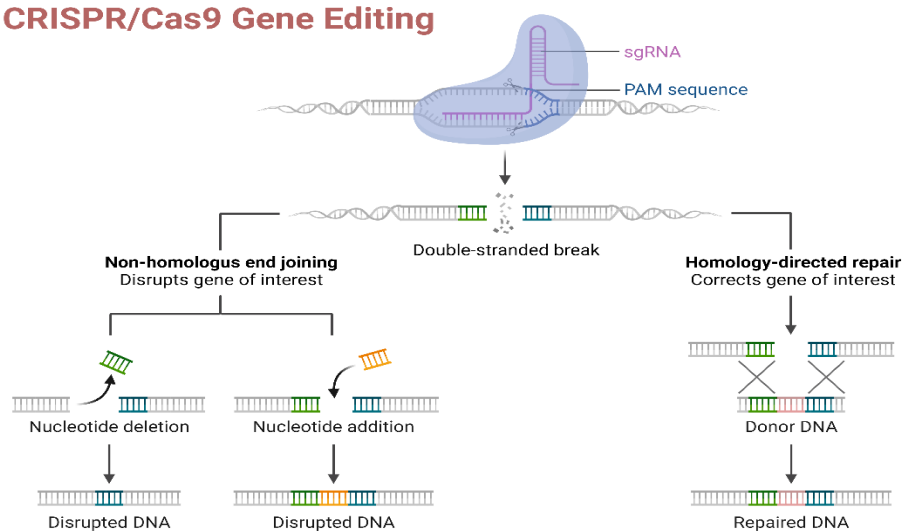 CRISPR/Cas9 Gene Editing
sgRNA
PAM sequence
Double-stranded break
Non-homologus end joining
Disrupts gene of interest
Homology-directed repair
Corrects gene of interest
Nucleotide deletion
Nucleotide addition
Donor DNA
Disrupted DNA
Disrupted DNA
Repaired DNA